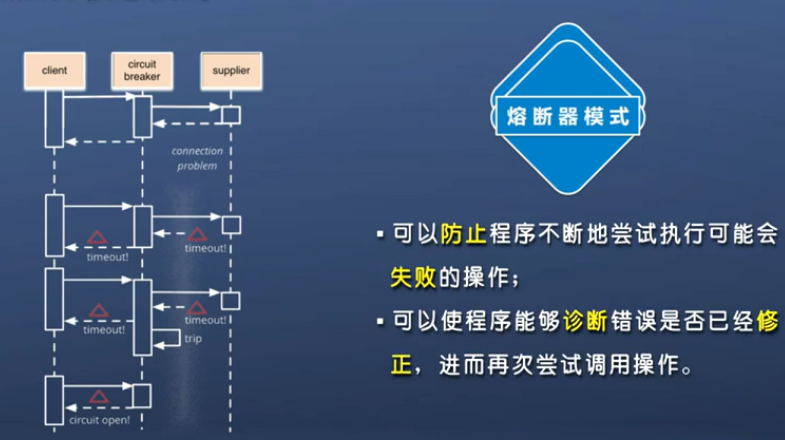 client
circuit
breaker
supplier
connection
problem
timeout!
timeout!
timeout!
timeout!
trip
circuit open!
熔断器模式
▪ 可以防止程序不断地尝试执行可能会
失败的操作；
▪ 可以使程序能够诊断错误是否已经修
正，进而再次尝试调用操作。